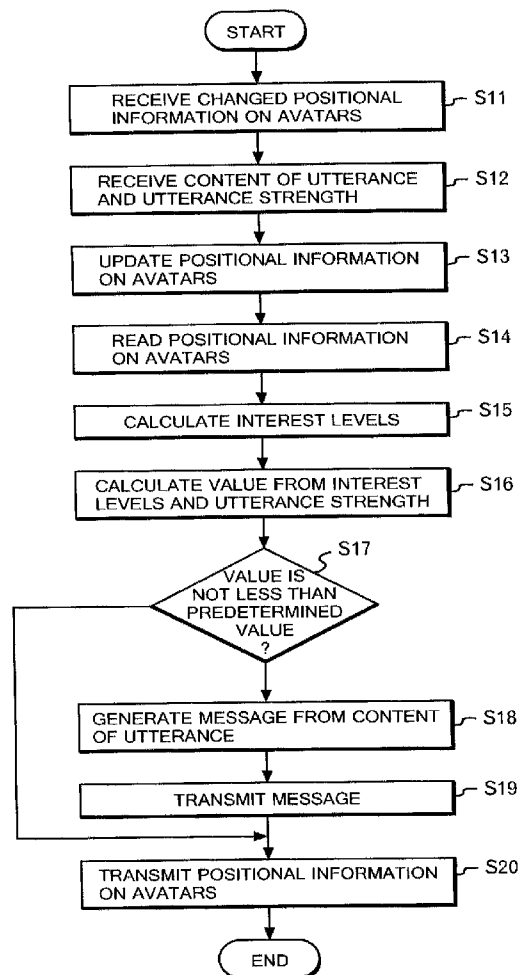 START
RECEIVE CHANGED POSITIONAL
INFORMATION ON AVATARS
S11
RECEIVE CONTENT OF UTTERANCE
AND UTTERANCE STRENGTH
S12
UPDATE POSITIONAL INFORMATION
ON AVATARS
S13
READ POSITIONAL INFORMATION
ON AVATARS
S14
CALCULATE INTEREST LEVELS
S15
CALCULATE VALUE FROM INTEREST
LEVELS AND UTTERANCE STRENGTH
S16
S17
VALUE IS
NOT LESS THAN
PREDETERMINED
VALUE
?
GENERATE MESSAGE FROM CONTENT
OF UTTERANCE
S18
TRANSMIT MESSAGE
S19
TRANSMIT POSITIONAL INFORMATION
ON AVATARS
S20
END